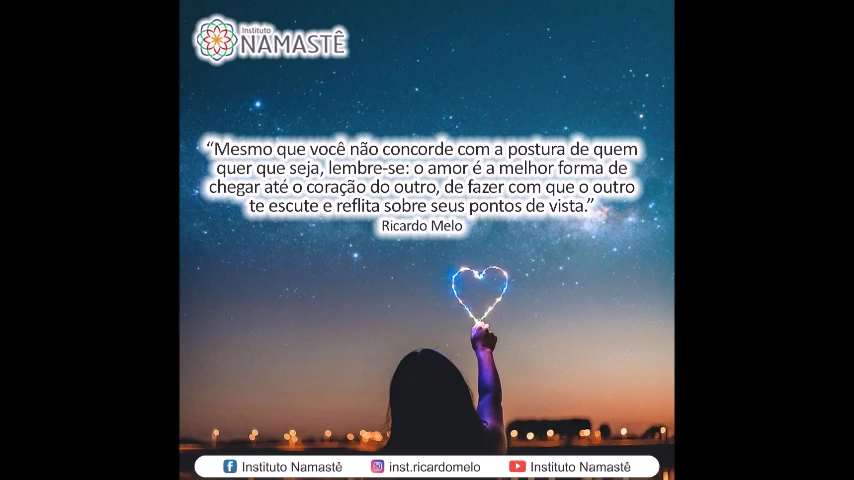 Instituto
NAMASTÊ
“Mesmo que você não concorde com a postura de quem
quer que seja, lembre-se: o amor é a melhor forma de
chegar até o coração do outro, de fazer com que o outro
te escute e reflita sobre seus pontos de vista.”
Ricardo Melo
Instituto Namastê inst.ricardomelo Instituto Namastê